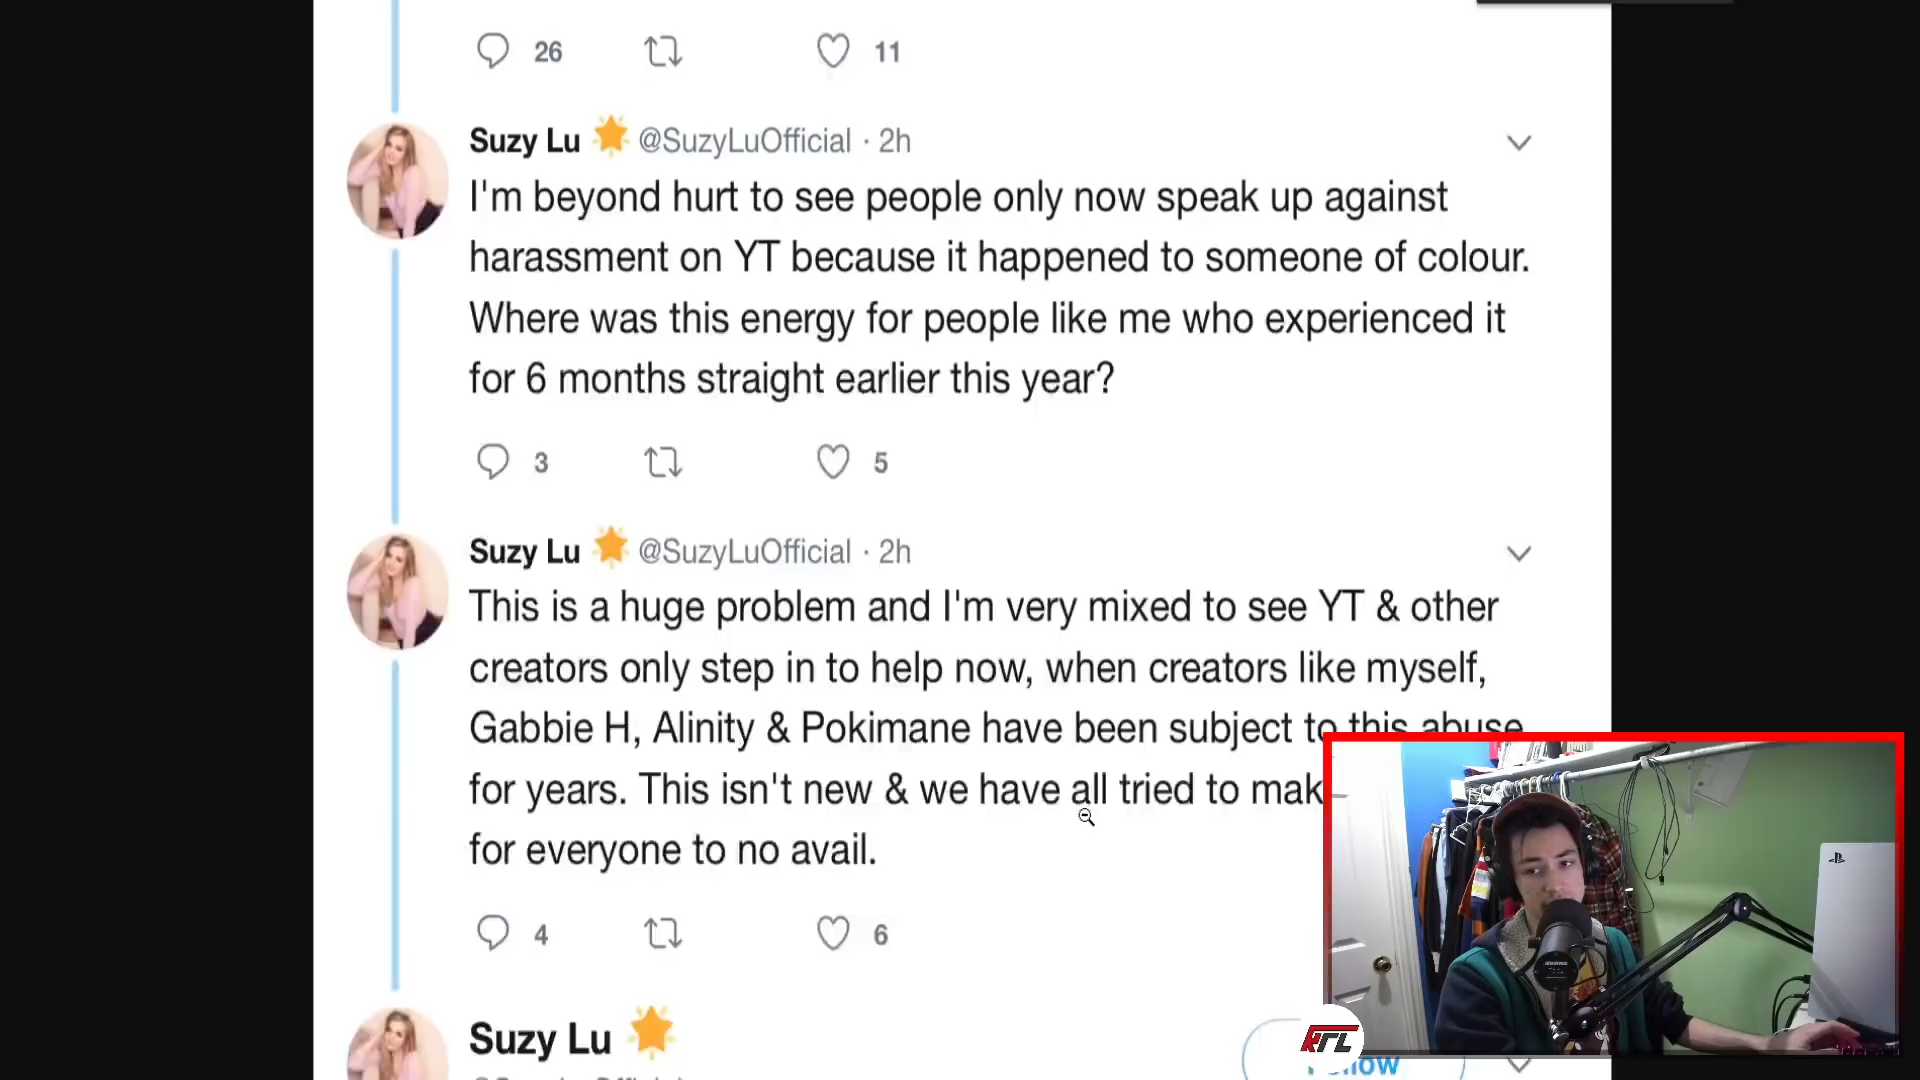 26 11
Suzy Lu @SuzyLuOfficial · 2h
I'm beyond hurt to see people only now speak up against
harassment on YT because it happened to someone of colour.
Where was this energy for people like me who experienced it
for 6 months straight earlier this year?
3 5
Suzy Lu @SuzyLuOfficial · 2h
This is a huge problem and I'm very mixed to see YT & other
creators only step in to help now, when creators like myself,
Gabbie H, Alinity & Pokimane have been subject to this abuse
for years. This isn't new & we have all tried to mak
for everyone to no avail.
4 6
Suzy Lu
RTL